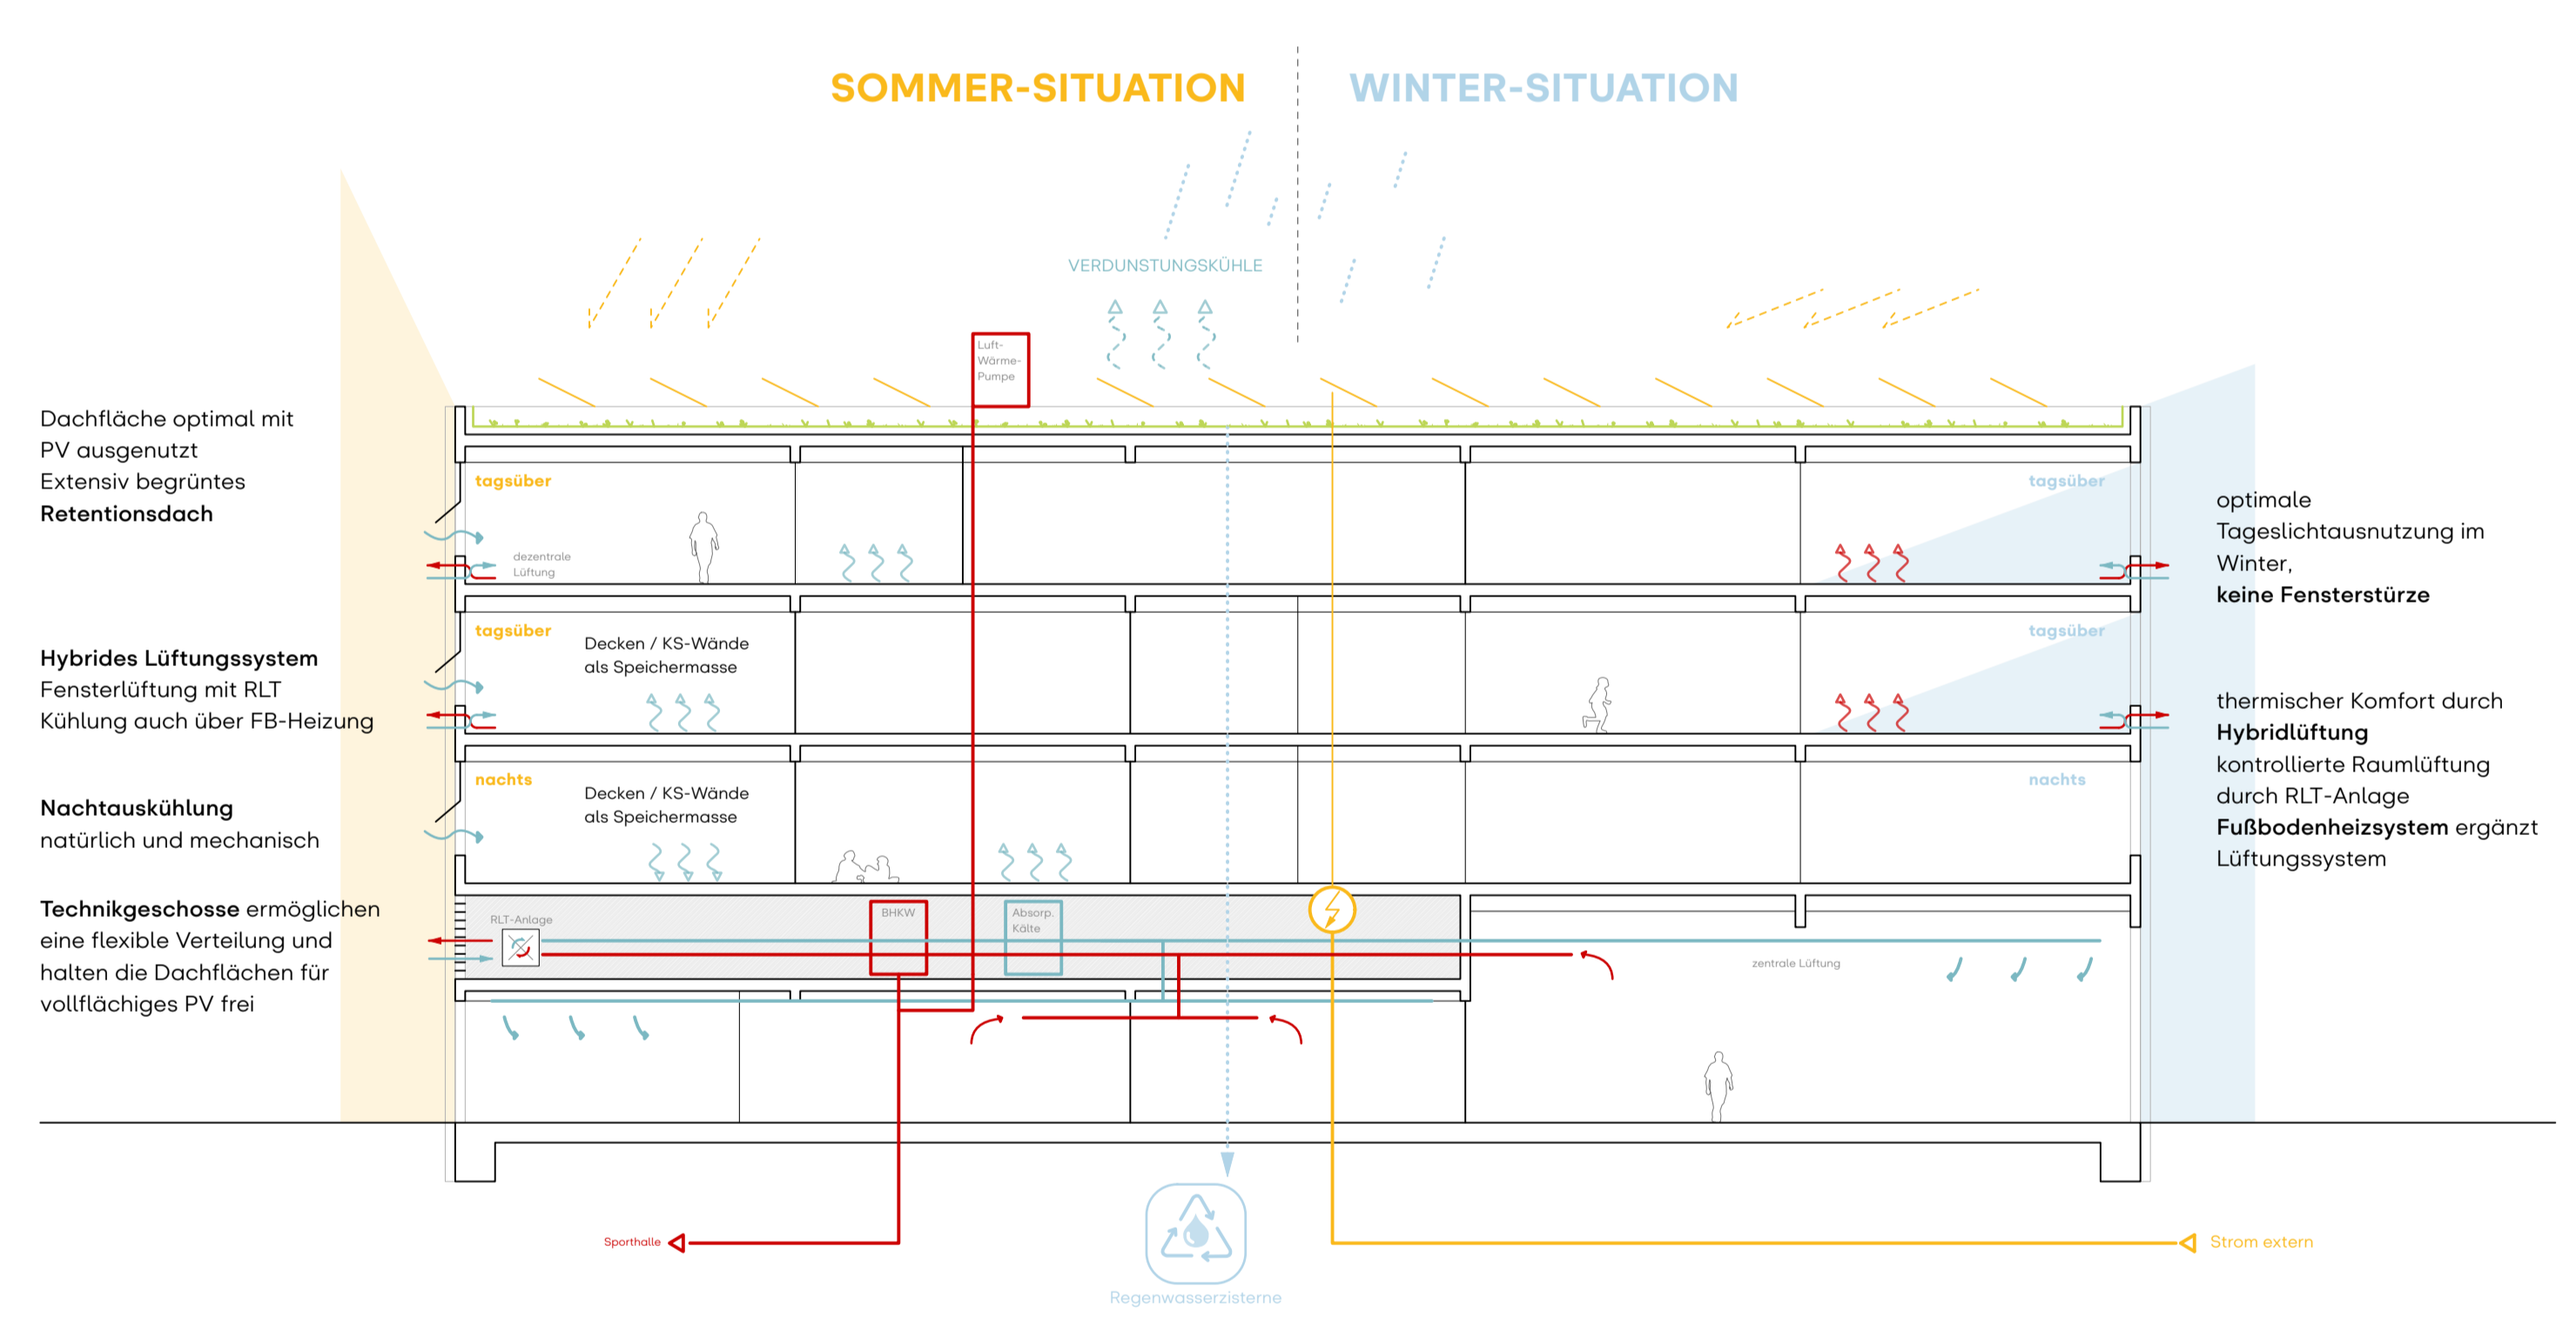 SOMMER-SITUATION
WINTER-SITUATION
VERDUNSTUNGSKÜHLE
Luft-
Wärme-
Pumpe
Dachfläche optimal mit
PV ausgenutzt
Extensiv begrüntes
Retentionsdach
tagsüber
dezentrale
Lüftung
tagsüber
optimale
Tageslichtausnutzung im
Winter,
keine Fensterstürze
Hybrides Lüftungssystem
Fensterlüftung mit RLT
Kühlung auch über FB-Heizung
tagsüber
Decken / KS-Wände
als Speichermasse
tagsüber
thermischer Komfort durch
Hybridlüftung
kontrollierte Raumlüftung
durch RLT-Anlage
Fußbodenheizsystem ergänzt
Lüftungssystem
Nachtauskühlung
natürlich und mechanisch
nachts
Decken / KS-Wände
als Speichermasse
nachts
Technikgeschosse ermöglichen
eine flexible Verteilung und
halten die Dachflächen für
vollflächiges PV frei
RLT-Anlage
BHKW
Absorp.
Kälte
zentrale Lüftung
Sporthalle
Strom extern
Regenwasserzisterne